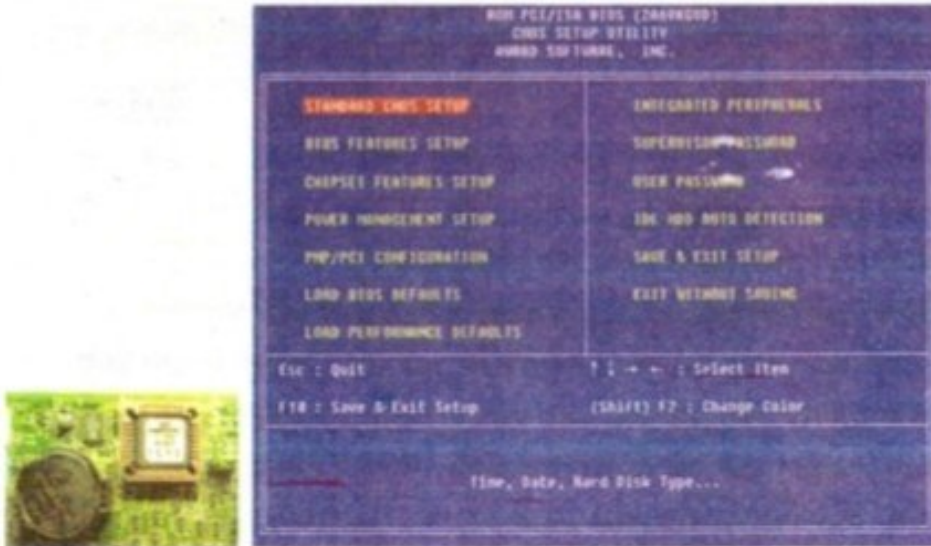 ROM PCI/ISA BIOS
CMOS SETUP UTILITY
AWARD SOFTWARE, INC.
STANDARD CMOS SETUP
BIOS FEATURES SETUP
CHIPSET FEATURES SETUP
POWER MANAGEMENT SETUP
PNP/PCI CONFIGURATION
LOAD BIOS DEFAULTS
LOAD PERFORMANCE DEFAULTS
INTEGRATED PERIPHERALS
SUPERVISOR PASSWORD
USER PASSWORD
IDE HDD AUTO DETECTION
SAVE & EXIT SETUP
EXIT WITHOUT SAVING
Esc : Quit
↑ ↓ → ← : Select Item
F10 : Save & Exit Setup
(Shift) F2 : Change Color
Time, Date, Hard Disk Type...